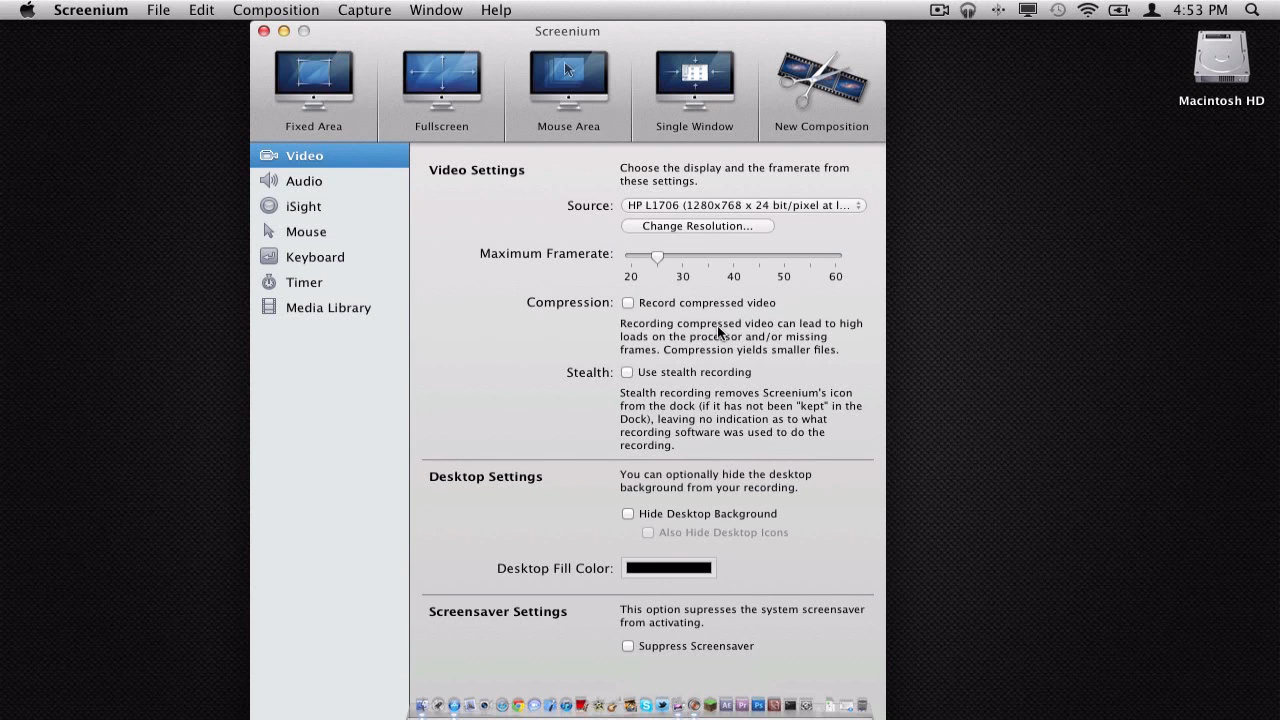 Screenium File Edit Composition Capture Window Help 4:53 PM
Screenium
Macintosh HD
Fixed Area Fullscreen Mouse Area Single Window New Composition
Video
Audio
iSight
Mouse
Keyboard
Timer
Media Library
Video Settings
Choose the display and the framerate from
these settings.
Source: HP L1706 (1280x768 x 24 bit/pixel at l...
Change Resolution...
Maximum Framerate:
20 30 40 50 60
Compression: Record compressed video
Recording compressed video can lead to high
loads on the processor and/or missing
frames. Compression yields smaller files.
Stealth: Use stealth recording
Stealth recording removes Screenium's icon
from the dock (if it has not been "kept" in the
Dock), leaving no indication as to what
recording software was used to do the
recording.
Desktop Settings
You can optionally hide the desktop
background from your recording.
Hide Desktop Background
Also Hide Desktop Icons
Desktop Fill Color:
Screensaver Settings
This option supresses the system screensaver
from activating.
Suppress Screensaver
Ae Pr Ps